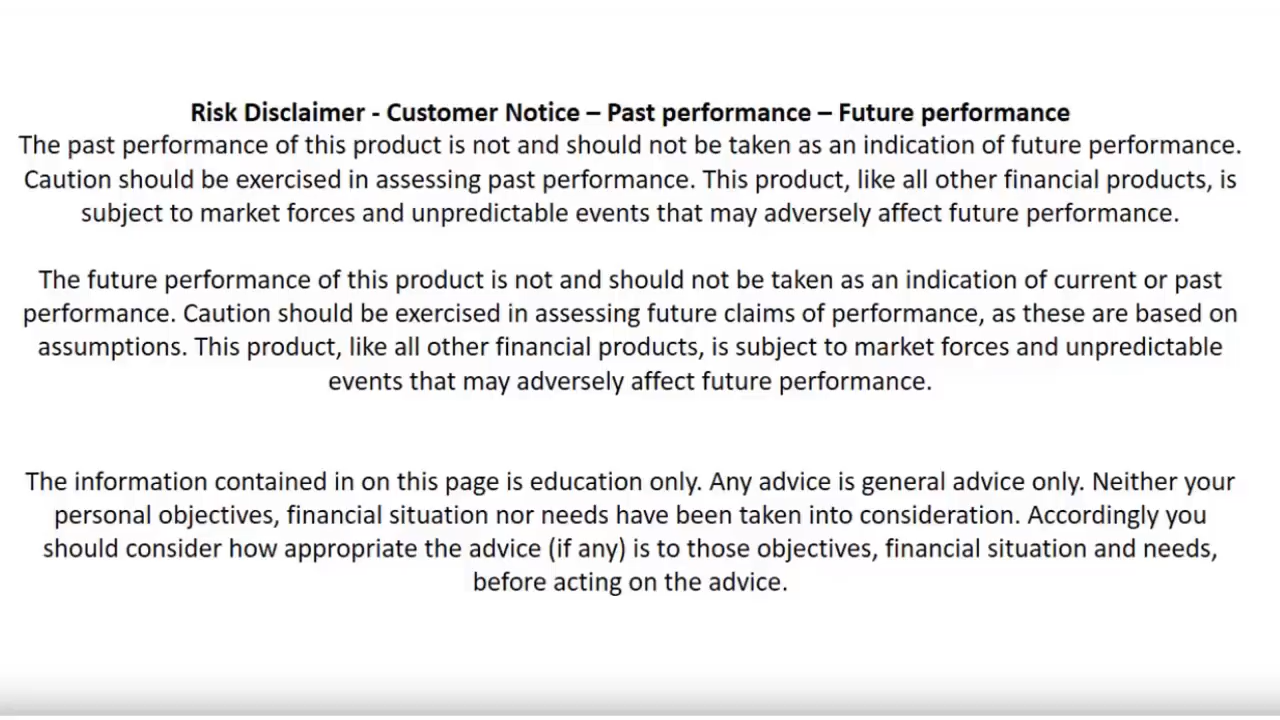 Risk Disclaimer - Customer Notice – Past performance – Future performance
The past performance of this product is not and should not be taken as an indication of future performance.
Caution should be exercised in assessing past performance. This product, like all other financial products, is
subject to market forces and unpredictable events that may adversely affect future performance.
The future performance of this product is not and should not be taken as an indication of current or past
performance. Caution should be exercised in assessing future claims of performance, as these are based on
assumptions. This product, like all other financial products, is subject to market forces and unpredictable
events that may adversely affect future performance.
The information contained in on this page is education only. Any advice is general advice only. Neither your
personal objectives, financial situation nor needs have been taken into consideration. Accordingly you
should consider how appropriate the advice (if any) is to those objectives, financial situation and needs,
before acting on the advice.